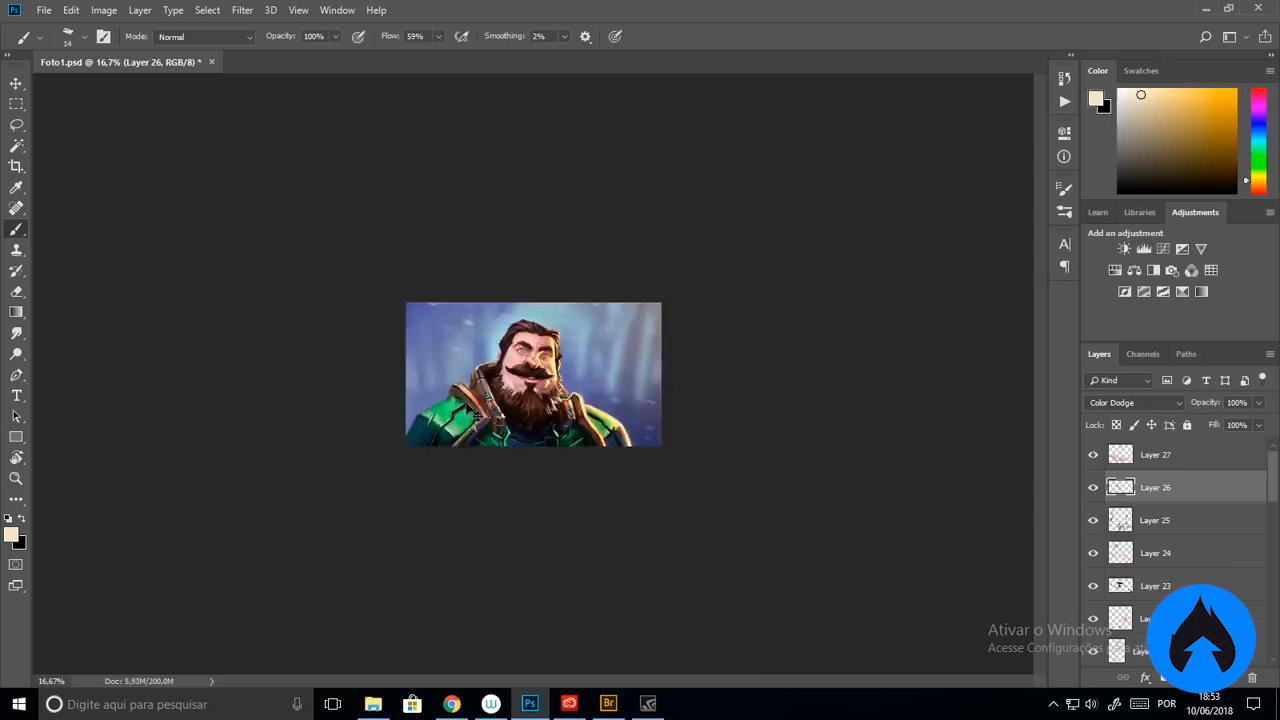 Ps File Edit Image Layer Type Select Filter 3D View Window Help
14 Mode: Normal Opacity: 100% Flow: 59% Smoothing: 2%
Foto1.psd @ 16,7% (Layer 26, RGB/8) * ×
Color Swatches
Learn Libraries Adjustments
Add an adjustment
Layers Channels Paths
Kind
Color Dodge Opacity: 100%
Lock: Fill: 100%
Layer 27
Layer 26
Layer 25
Layer 24
Layer 23
Ativar o Windows
Acesse Configurações para
16,67% Doc: 5,93M/200,0M
Digite aqui para pesquisar
Ps Br
POR
18:53
10/06/2018